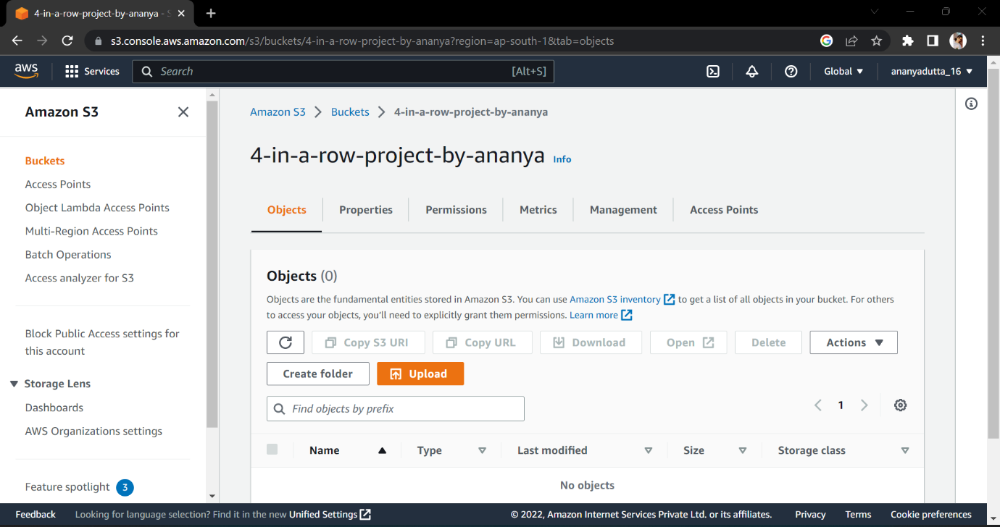 4-in-a-row-project-by-ananya - S
s3.console.aws.amazon.com/s3/buckets/4-in-a-row-project-by-ananya?region=ap-south-1&tab=objects
aws Services Search [Alt+S] Global ananyadutta_16
Amazon S3
Buckets
Access Points
Object Lambda Access Points
Multi-Region Access Points
Batch Operations
Access analyzer for S3
Block Public Access settings for
this account
Storage Lens
Dashboards
AWS Organizations settings
Feature spotlight 3
Amazon S3 Buckets 4-in-a-row-project-by-ananya
4-in-a-row-project-by-ananya Info
Objects Properties Permissions Metrics Management Access Points
Objects (0)
Objects are the fundamental entities stored in Amazon S3. You can use Amazon S3 inventory to get a list of all objects in your bucket. For others
to access your objects, you'll need to explicitly grant them permissions. Learn more
Copy S3 URI Copy URL Download Open Delete Actions
Create folder Upload
Find objects by prefix 1
Name Type Last modified Size Storage class
No objects
Feedback Looking for language selection? Find it in the new Unified Settings © 2022, Amazon Internet Services Private Ltd. or its affiliates. Privacy Terms Cookie preferences